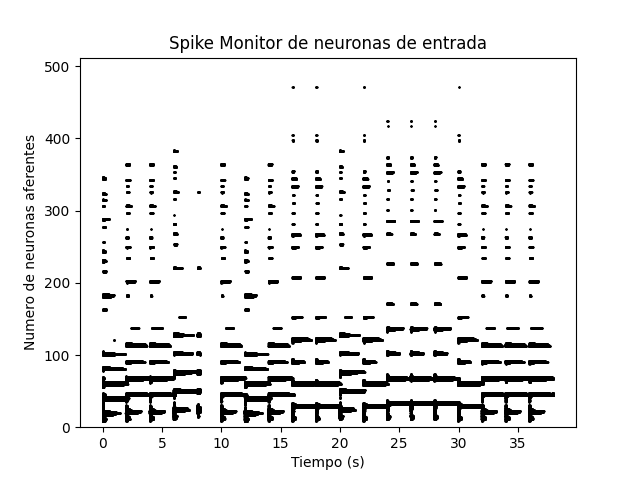 Spike Monitor de neuronas de entrada
500
400
300
200
100
0
Numero de neuronas aferentes
0 5 10 15 20 25 30 35
Tiempo (s)